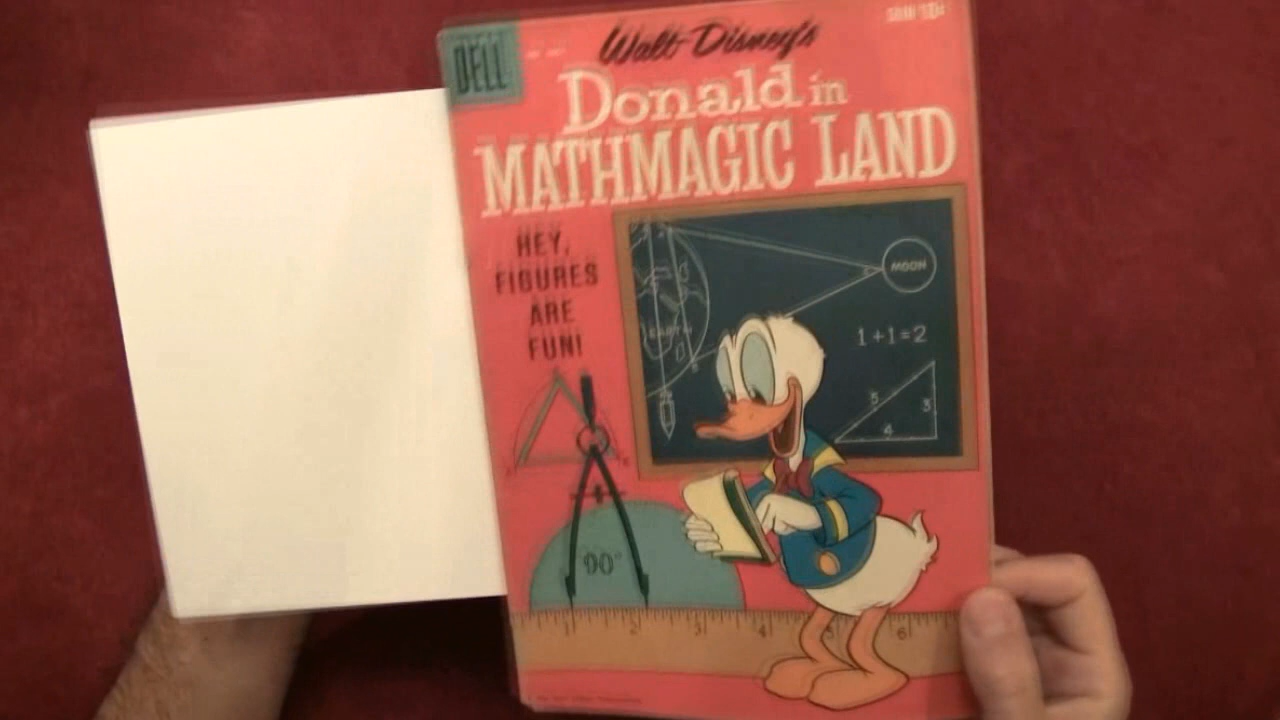 DELL
Walt Disney's
Donald in
MATHMAGIC LAND
HEY,
FIGURES
ARE
FUN!
MOON
EARTH
1+1=2
5
3
4
90°
1 2 3 4 5 6